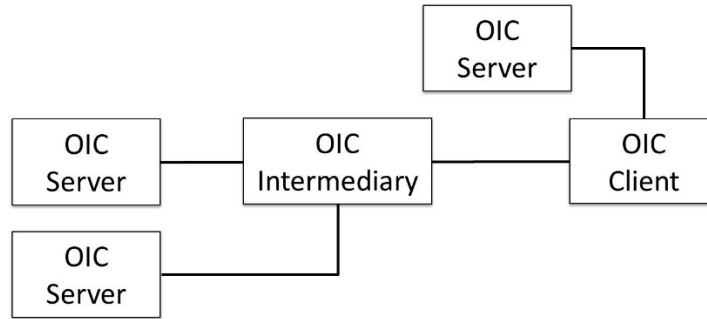 OIC
Server
OIC
Server
OIC
Intermediary
OIC
Client
OIC
Server